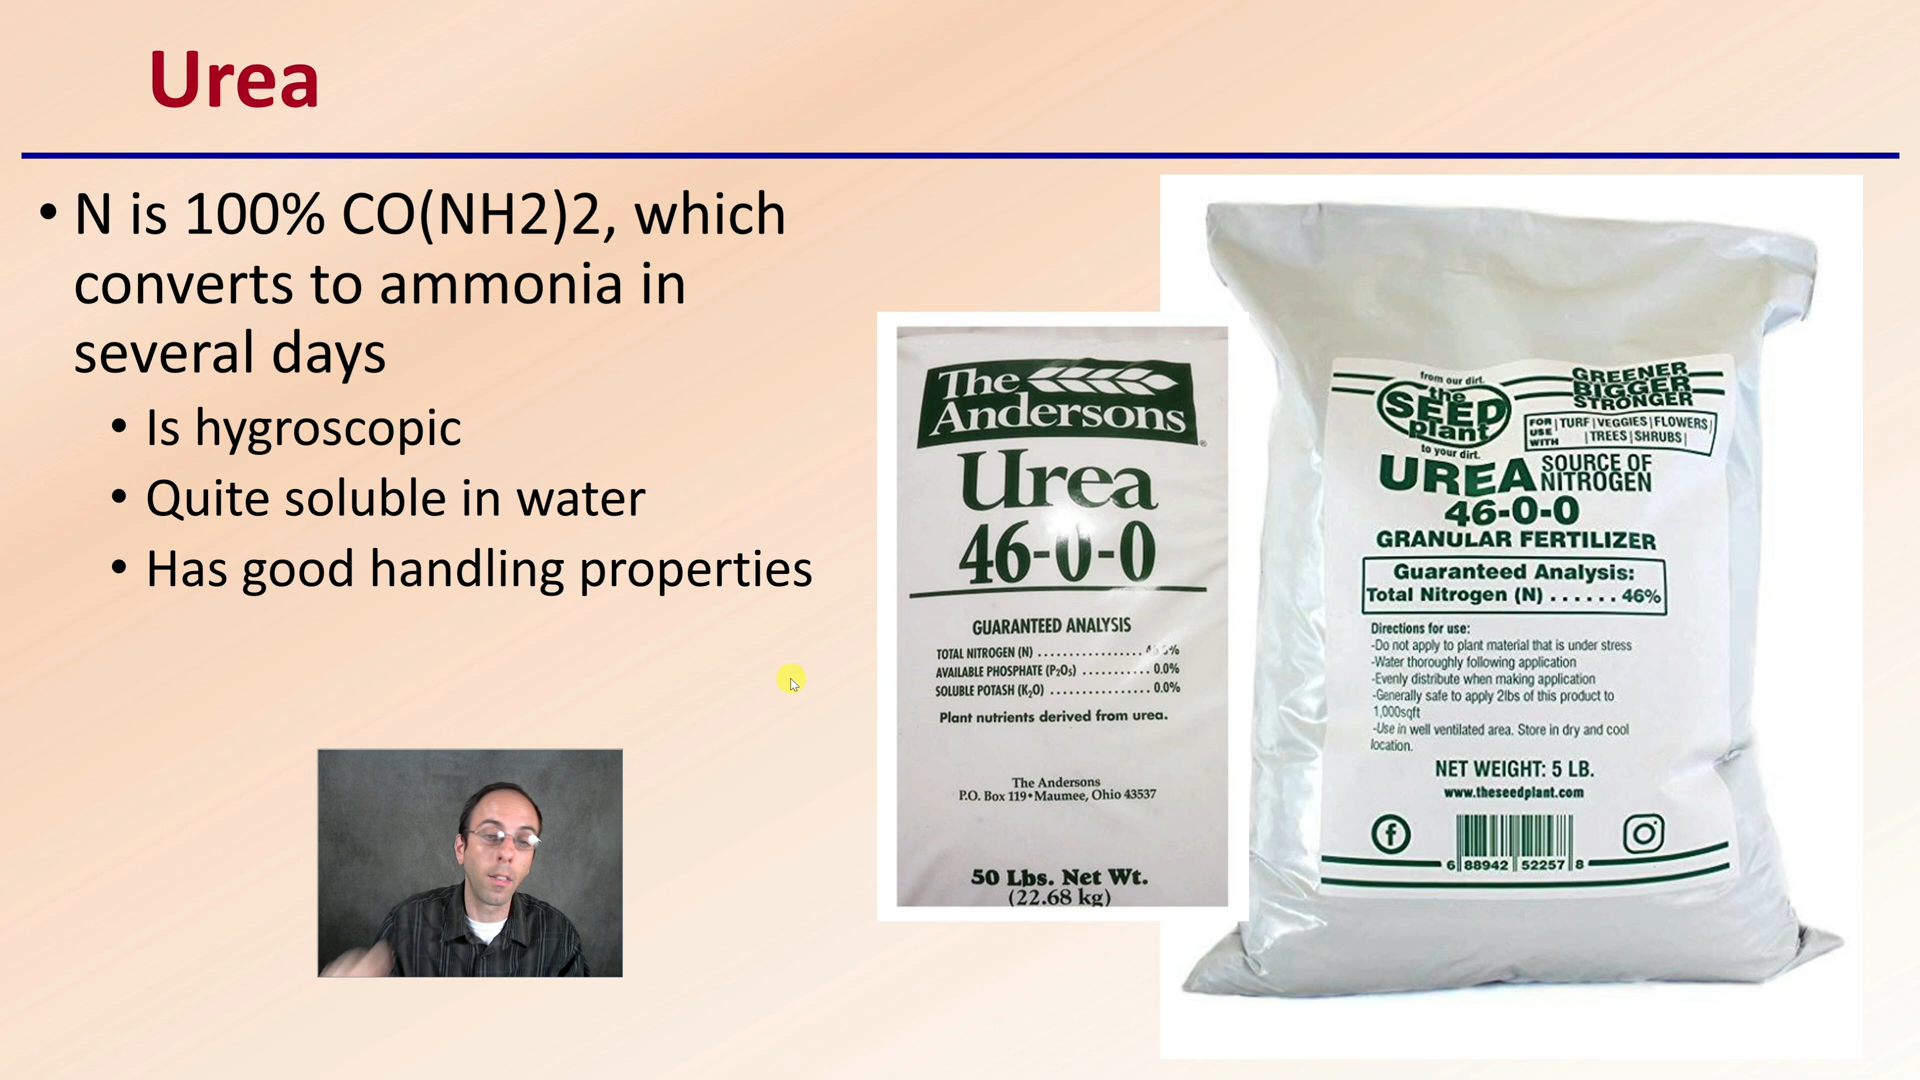 Urea
• N is 100% CO(NH2)2, which
converts to ammonia in
several days
• Is hygroscopic
• Quite soluble in water
• Has good handling properties
The
Andersons
®
Urea
46-0-0
GUARANTEED ANALYSIS
TOTAL NITROGEN (N) ................
AVAILABLE PHOSPHATE (P₂O₅) .......... 0.0%
SOLUBLE POTASH (K₂O) ............... 0.0%
Plant nutrients derived from urea.
The Andersons
P.O. Box 119•Maumee, Ohio 43537
50 Lbs. Net Wt.
(22.68 kg)
from our dirt.
the
SEED
plant
to your dirt.
GREENER
BIGGER
STRONGER
FOR USE WITH | TURF | VEGGIES | FLOWERS
| TREES | SHRUBS |
UREA SOURCE OF NITROGEN
46-0-0
GRANULAR FERTILIZER
Guaranteed Analysis:
Total Nitrogen (N) ...... 46%
Directions for use:
-Do not apply to plant material that is under stress
-Water thoroughly following application
-Evenly distribute when making application
-Generally safe to apply 2lbs of this product to
1,000sqft
-Use in well ventilated area. Store in dry and cool
location.
NET WEIGHT: 5 LB.
www.theseedplant.com
6 88942 52257 8